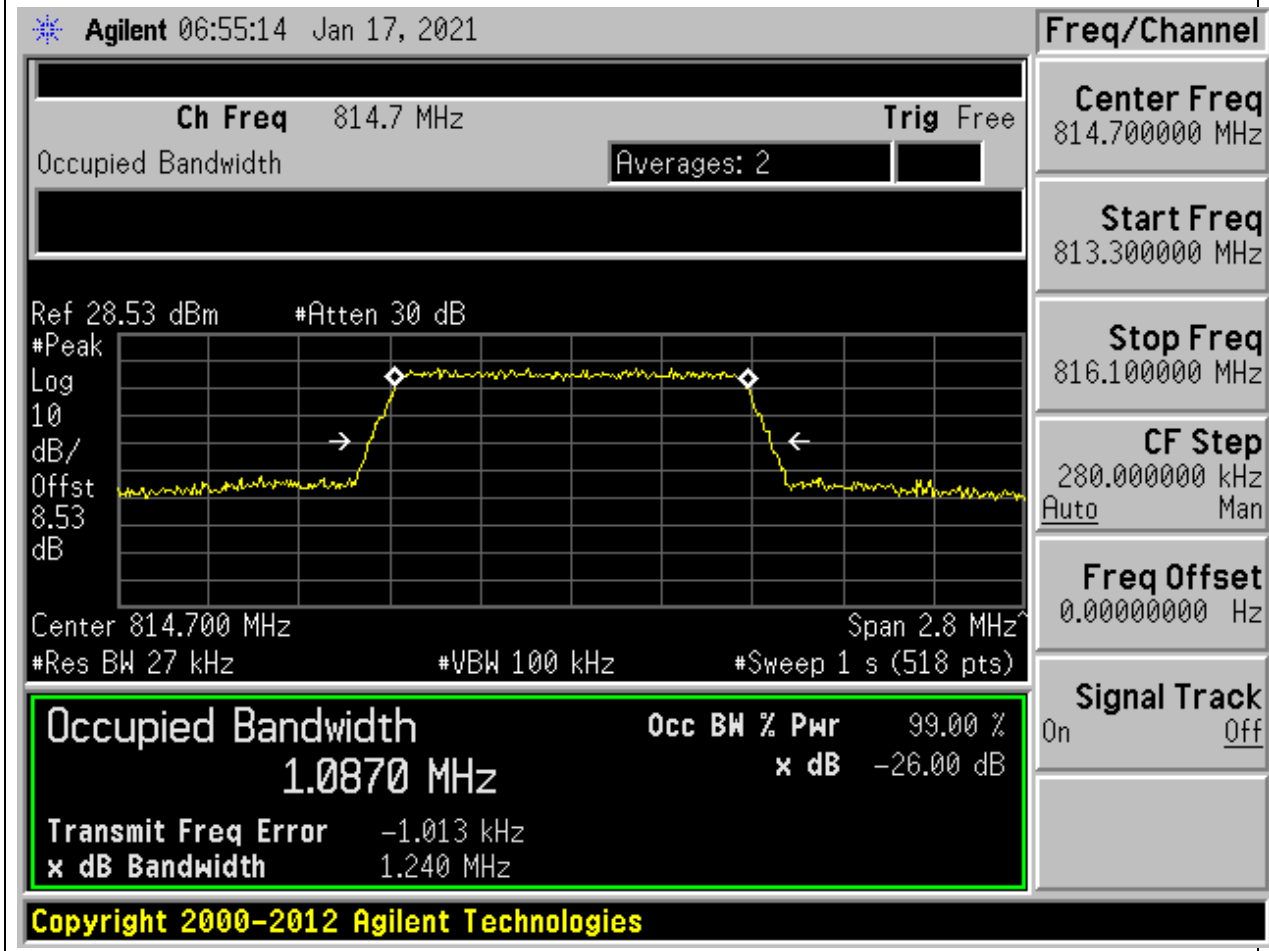 Agilent 06:55:14 Jan 17, 2021
Freq/Channel
Ch Freq 814.7 MHz Trig Free
Occupied Bandwidth Averages: 2
Ref 28.53 dBm #Atten 30 dB
#Peak
Log
10
dB/
Offst
8.53
dB
Center 814.700 MHz Span 2.8 MHz^
#Res BW 27 kHz #VBW 100 kHz #Sweep 1 s (518 pts)
Occupied Bandwidth Occ BW % Pwr 99.00 %
1.0870 MHz x dB -26.00 dB
Transmit Freq Error -1.013 kHz
x dB Bandwidth 1.240 MHz
Copyright 2000-2012 Agilent Technologies
Center Freq
814.700000 MHz
Start Freq
813.300000 MHz
Stop Freq
816.100000 MHz
CF Step
280.000000 kHz
Auto Man
Freq Offset
0.00000000 Hz
Signal Track
On Off